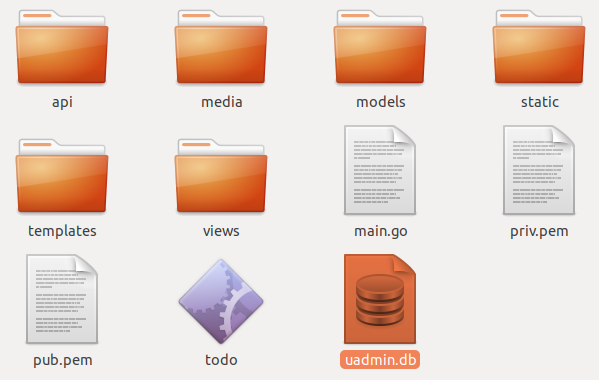 api
media
models
static
templates
views
main.go
priv.pem
pub.pem
todo
uadmin.db